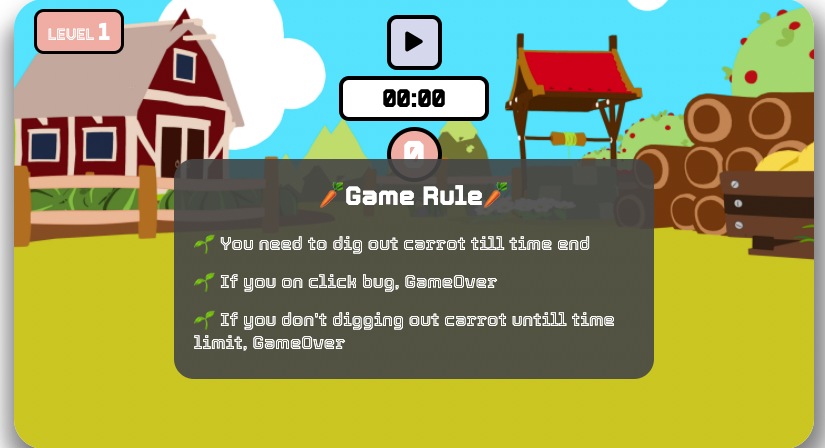 LEVEL 1
00:00
0
🥕Game Rule🥕
🌱 You need to dig out carrot till time end
🌱 If you on click bug, GameOver
🌱 If you don't digging out carrot untill time
limit, GameOver